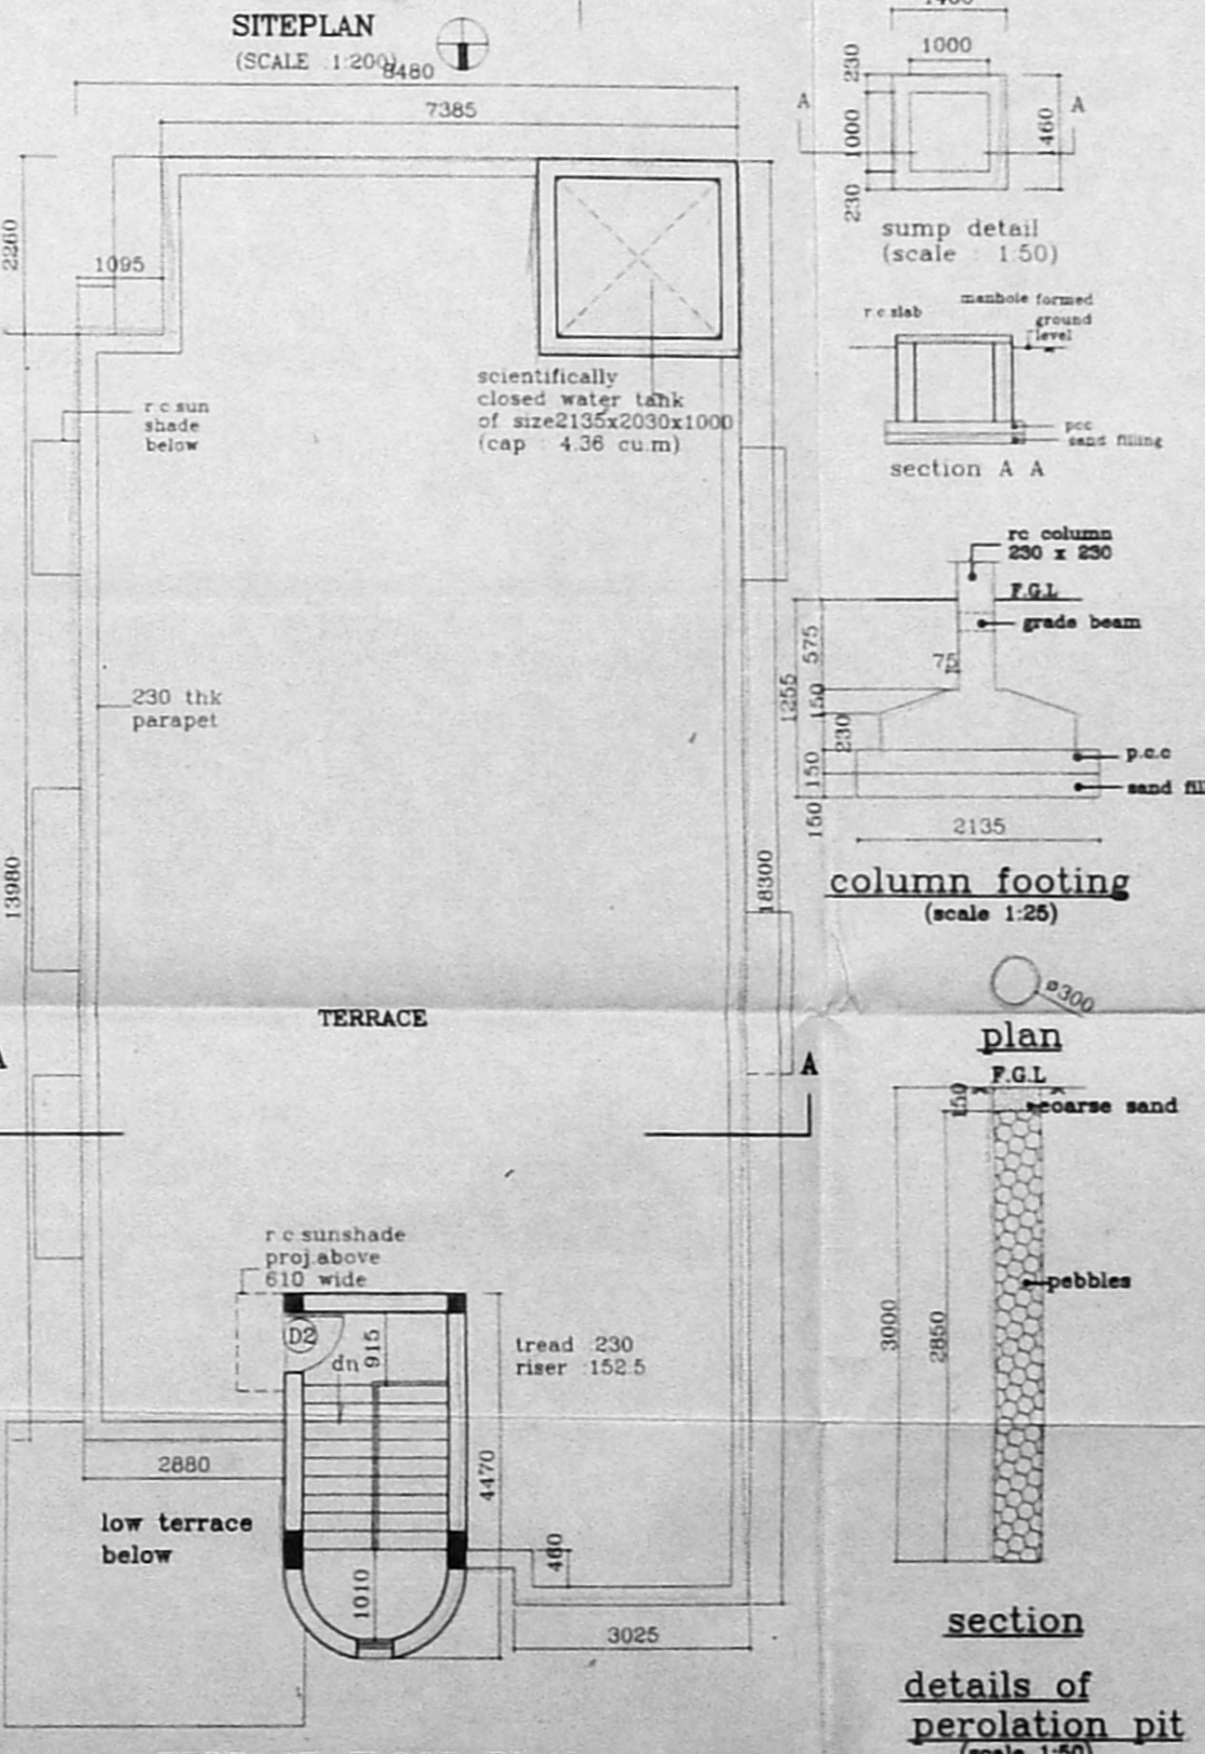 SITEPLAN
(SCALE :1:200)
8480
7385
2260
1095
r.c.sun
shade
below
scientifically
closed water tank
of size2135x2030x1000
(cap : 4.36 cu.m)
230 thk
parapet
13980
18300
TERRACE
A
A
r.c.sunshade
proj.above
610 wide
D2
dn
915
tread :230
riser :152.5
2880
4470
460
low terrace
below
1010
3025
1000
230
1000
230
1460
A
A
sump detail
(scale : 1:50)
r.c.slab
manhole formed
ground
level
pcc
sand filling
section A A
rc column
230 x 230
F.G.L
grade beam
575
75
1255
150
230
150
150
p.c.c
sand fil
2135
column footing
(scale 1:25)
ø300
plan
F.G.L
150
coarse sand
pebbles
3000
2850
section
details of
perolation pit
(scale 1:50)